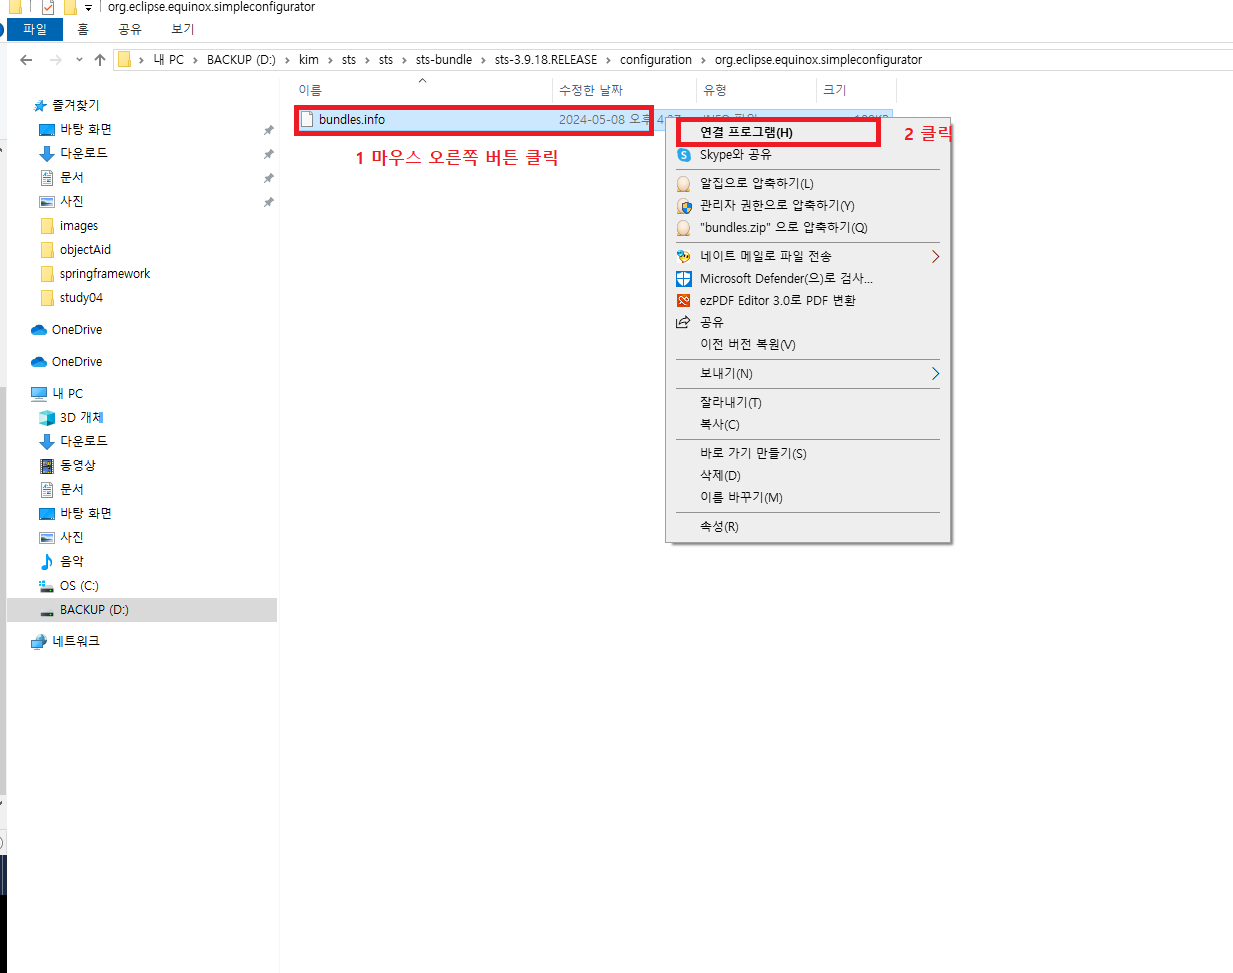 org.eclipse.equinox.simpleconfigurator
파일 홈 공유 보기
내 PC > BACKUP (D:) > kim > sts > sts > sts-bundle > sts-3.9.18.RELEASE > configuration > org.eclipse.equinox.simpleconfigurator
이름 수정한 날짜 유형 크기
bundles.info 2024-05-08 오후
1 마우스 오른쪽 버튼 클릭
즐겨찾기
바탕 화면
다운로드
문서
사진
images
objectAid
springframework
study04
OneDrive
OneDrive
내 PC
3D 개체
다운로드
동영상
문서
바탕 화면
사진
음악
OS (C:)
BACKUP (D:)
네트워크
연결 프로그램(H)
2 클릭
Skype와 공유
알집으로 압축하기(L)
관리자 권한으로 압축하기(Y)
"bundles.zip" 으로 압축하기(Q)
네이트 메일로 파일 전송
Microsoft Defender(으)로 검사...
ezPDF Editor 3.0로 PDF 변환
공유
이전 버전 복원(V)
보내기(N)
잘라내기(T)
복사(C)
바로 가기 만들기(S)
삭제(D)
이름 바꾸기(M)
속성(R)